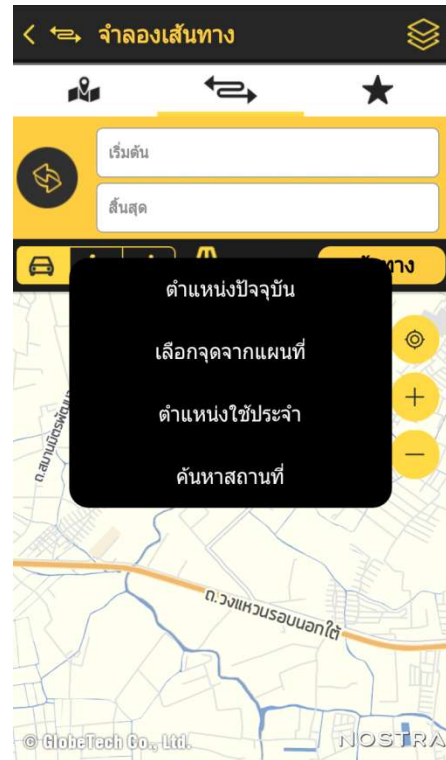 จำลองเส้นทาง
เริ่มต้น
สิ้นสุด
ตำแหน่งปัจจุบัน
เลือกจุดจากแผนที่
ตำแหน่งใช้ประจำ
ค้นหาสถานที่
ถ.วงแหวนรอบนอกใต้
© GlobeTech Co., Ltd.
NOSTRA